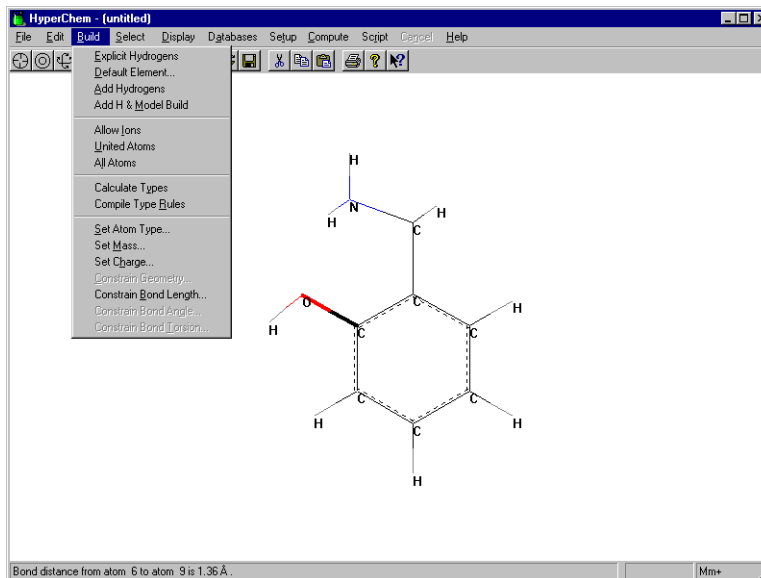 HyperChem - (untitled)
File Edit Build Select Display Databases Setup Compute Script Cancel Help
Explicit Hydrogens
Default Element...
Add Hydrogens
Add H & Model Build
Allow Ions
United Atoms
All Atoms
Calculate Types
Compile Type Rules
Set Atom Type...
Set Mass...
Set Charge...
Constrain Geometry...
Constrain Bond Length...
Constrain Bond Angle...
Constrain Bond Torsion...
H
H N H
C
O C H
H C C
C C
H C H
H
Bond distance from atom 6 to atom 9 is 1.36 Å. Mm+